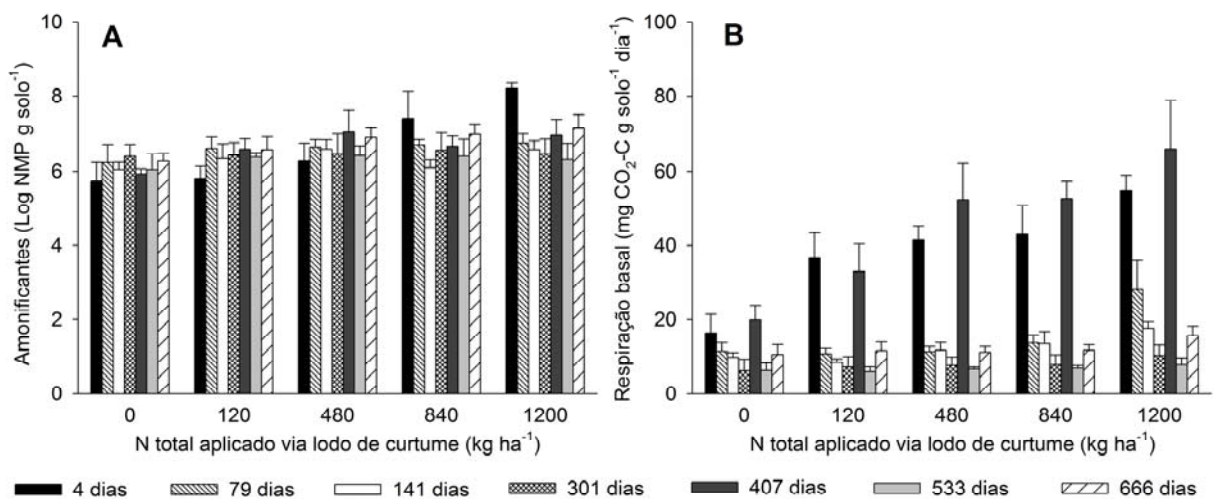 A
Amonificantes (Log NMP g solo⁻¹)
10
8
6
4
2
0
0 120 480 840 1200
N total aplicado via lodo de curtume (kg ha⁻¹)
B
Respiração basal (mg CO₂-C g solo⁻¹ dia⁻¹)
100
80
60
40
20
0
0 120 480 840 1200
N total aplicado via lodo de curtume (kg ha⁻¹)
4 dias 79 dias 141 dias 301 dias 407 dias 533 dias 666 dias